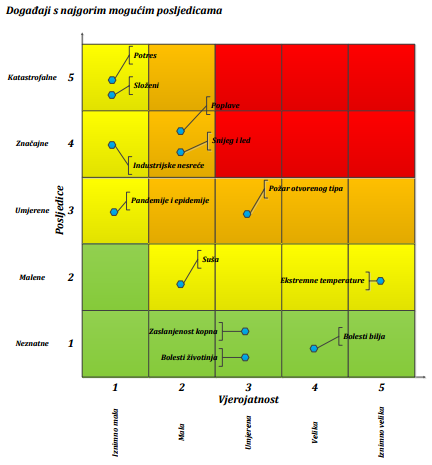 Događaji s najgorim mogućim posljedicama
Potres
Katastrofalne 5
Složeni
Poplave
Značajne 4
Snijeg i led
Industrijske nesreće
Požar otvorenog tipa
Pandemije i epidemije
Umjerene 3
Posljedice
Suša
Malene 2
Ekstremne temperature
Zaslanjenost kopna
Bolesti bilja
Neznatne 1
Bolesti životinja
1 2 3 4 5
Vjerojatnost
Iznimno mala
Mala
Umjerena
Velika
Iznimno velika